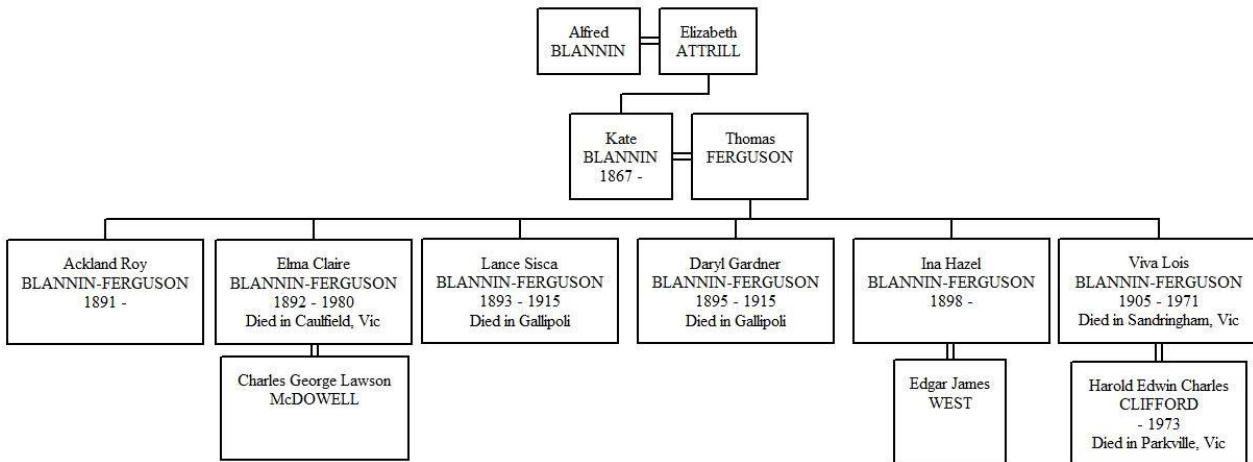 Alfred
BLANNIN
Elizabeth
ATTRILL
Kate
BLANNIN
1867 -
Thomas
FERGUSON
Ackland Roy
BLANNIN-FERGUSON
1891 -
Elma Claire
BLANNIN-FERGUSON
1892 - 1980
Died in Caulfield, Vic
Lance Sisca
BLANNIN-FERGUSON
1893 - 1915
Died in Gallipoli
Daryl Gardner
BLANNIN-FERGUSON
1895 - 1915
Died in Gallipoli
Ina Hazel
BLANNIN-FERGUSON
1898 -
Viva Lois
BLANNIN-FERGUSON
1905 - 1971
Died in Sandringham, Vic
Charles George Lawson
McDOWELL
Edgar James
WEST
Harold Edwin Charles
CLIFFORD
- 1973
Died in Parkville, Vic